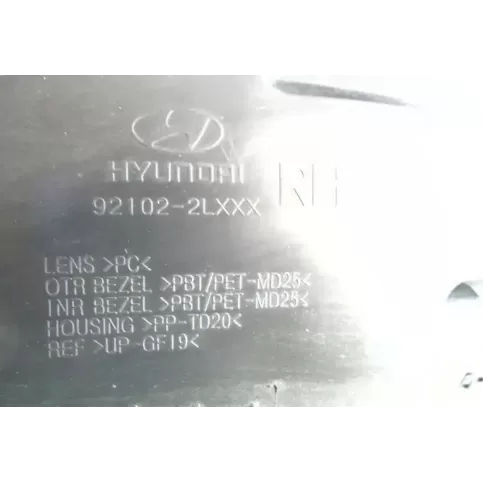 HYUNDAI RH
92102-2LXXX
LENS >PC<
OTR BEZEL >PBT/PET-MD25<
INR BEZEL >PBT/PET-MD25<
HOUSING >PP-TD20<
REF >UP-GF19<